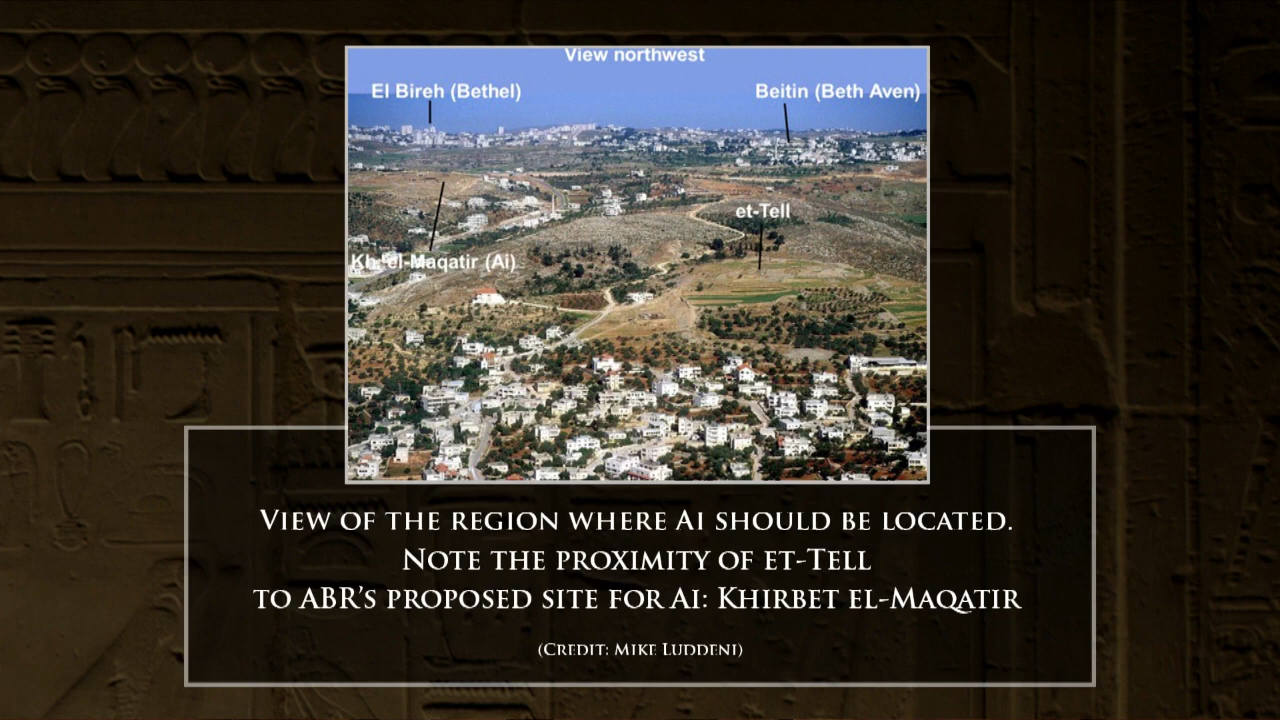 View northwest
El Bireh (Bethel)
Beitin (Beth Aven)
et-Tell
Kh. el-Maqatir (Ai)
View of the region where Ai should be located.
Note the proximity of et-Tell
to ABR's proposed site for Ai: Khirbet el-Maqatir
(Credit: Mike Luddeni)